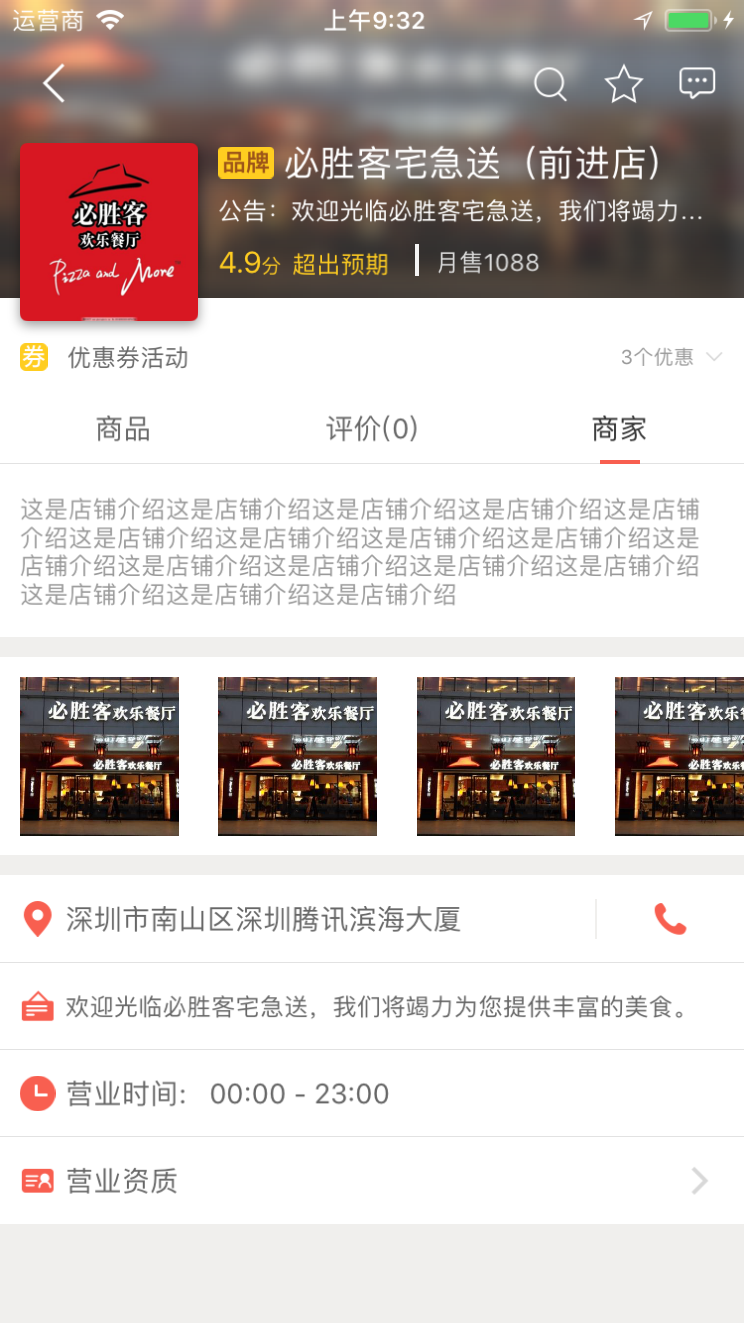 运营商
上午9:32
必胜客
欢乐餐厅
Pizza and More
品牌 必胜客宅急送（前进店）
公告：欢迎光临必胜客宅急送，我们将竭力...
4.9分 超出预期 月售1088
券 优惠券活动 3个优惠
商品 评价(0) 商家
这是店铺介绍这是店铺介绍这是店铺介绍这是店铺介绍这是店铺
介绍这是店铺介绍这是店铺介绍这是店铺介绍这是店铺介绍这是
店铺介绍这是店铺介绍这是店铺介绍这是店铺介绍这是店铺介绍
这是店铺介绍这是店铺介绍这是店铺介绍
必胜客欢乐餐厅 必胜客欢乐餐厅 必胜客欢乐餐厅 必胜客欢乐
必胜客欢乐餐厅 必胜客欢乐餐厅 必胜客欢乐餐厅 必胜客欢乐餐
深圳市南山区深圳腾讯滨海大厦
欢迎光临必胜客宅急送，我们将竭力为您提供丰富的美食。
营业时间: 00:00 - 23:00
营业资质